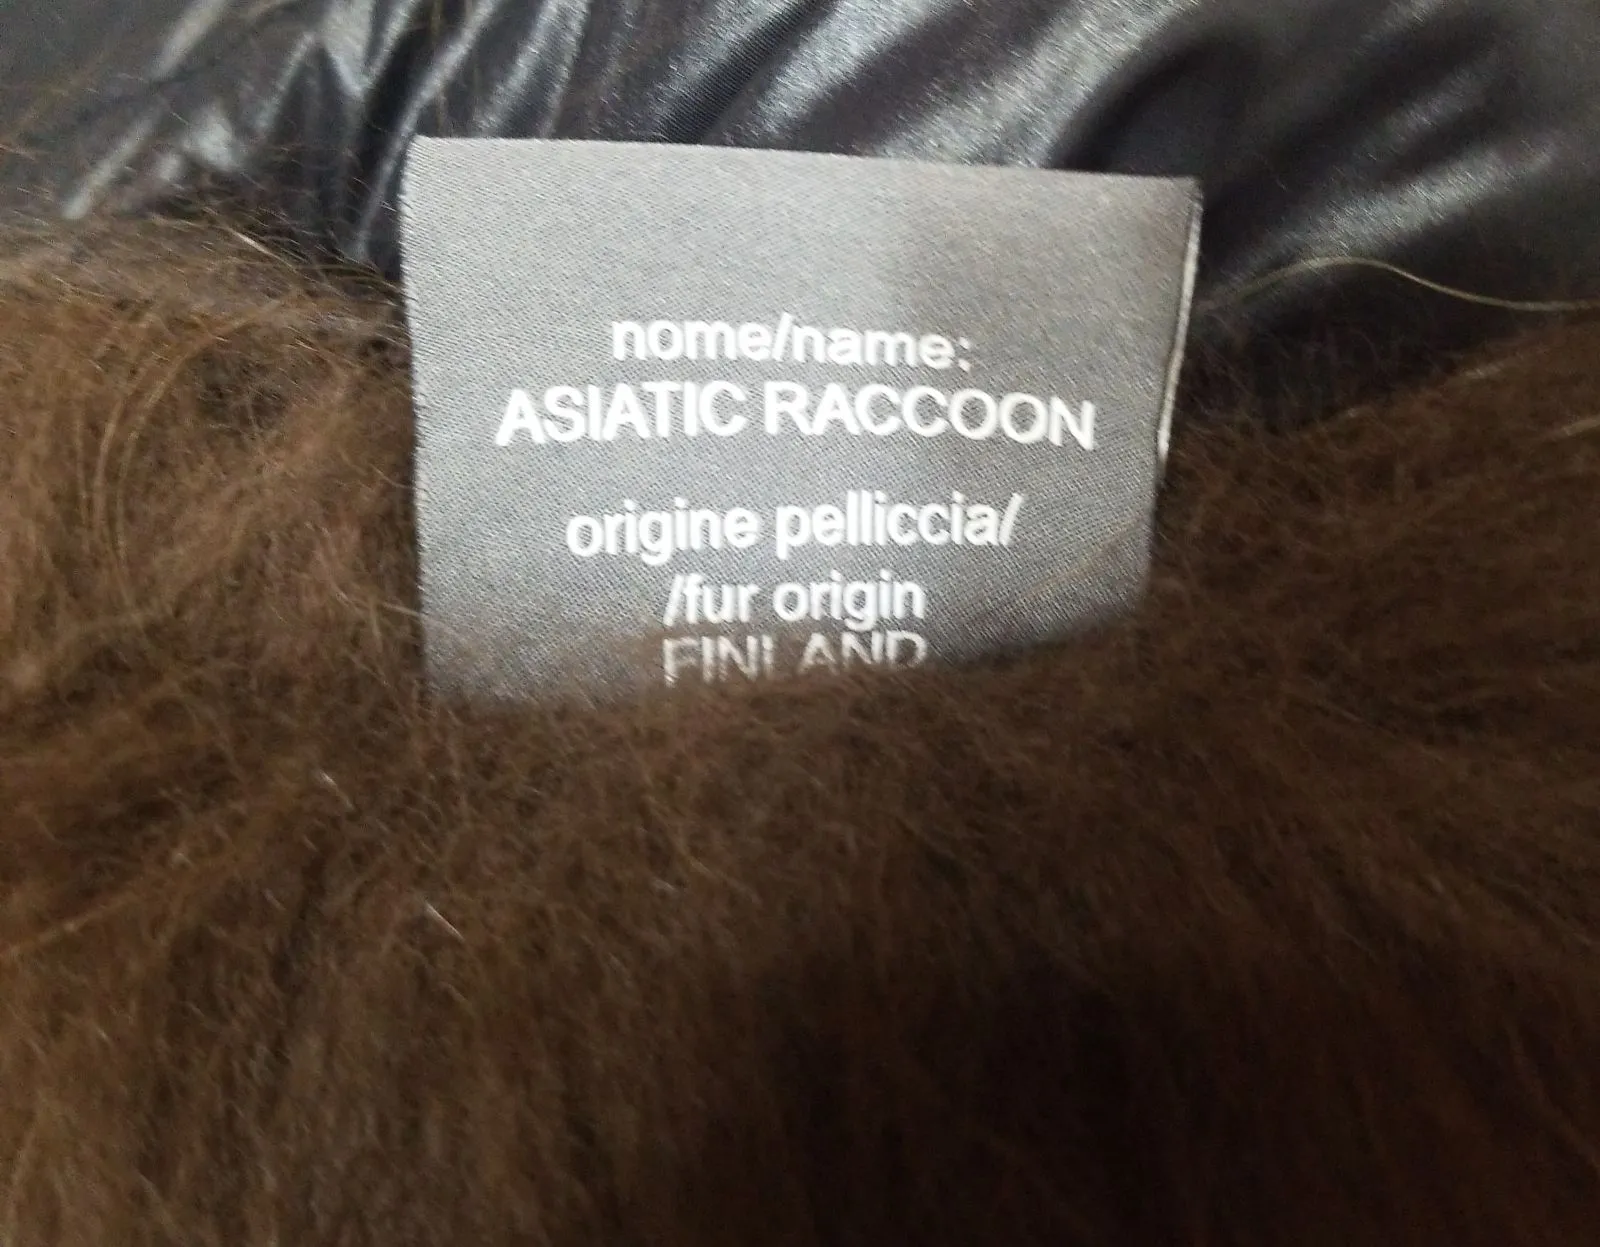 nome/name:
ASIATIC RACCOON
origine pelliccia/
/fur origin
FINLAND